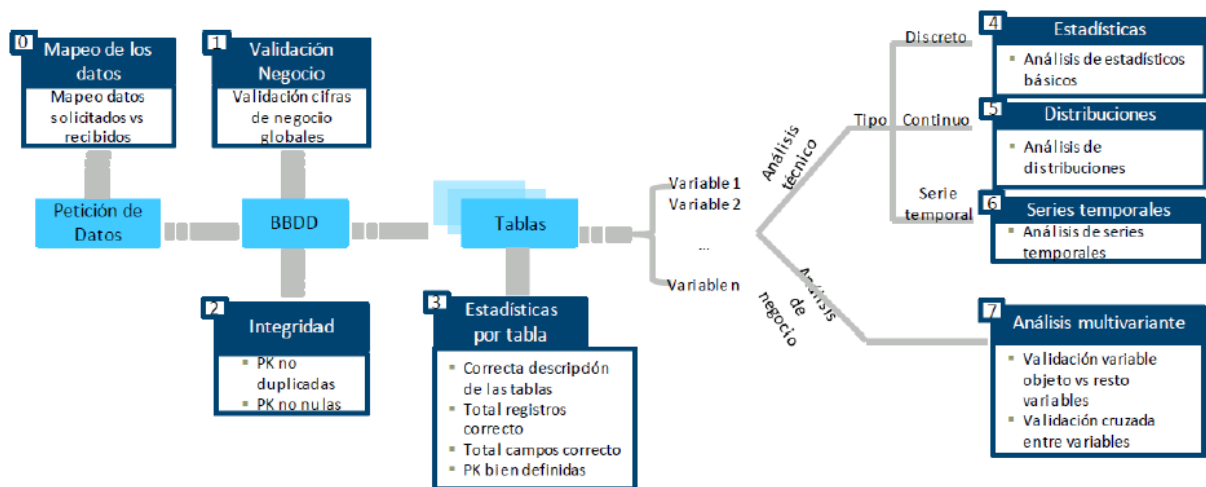 0
Mapeo de los
datos
Mapeo datos
solicitados vs
recibidos
1
Validación
Negocio
Validación cifras
de negocio
globales
Petición de
Datos
BBDD
Tablas
2
Integridad
▪ PK no
duplicadas
▪ PK no nulas
3
Estadísticas
por tabla
▪ Correcta descripción
de las tablas
▪ Total registros
correcto
▪ Total campos correcto
▪ PK bien definidas
Variable 1
Variable 2
...
Variable n
Análisis
técnico
Análisis
de
negocio
Tipo
Discreto
Continuo
Serie
temporal
4
Estadísticas
▪ Análisis de estadísticos
básicos
5
Distribuciones
▪ Análisis de
distribuciones
6
Series temporales
▪ Análisis de series
temporales
7
Análisis multivariante
▪ Validación variable
objeto vs resto
variables
▪ Validación cruzada
entre variables